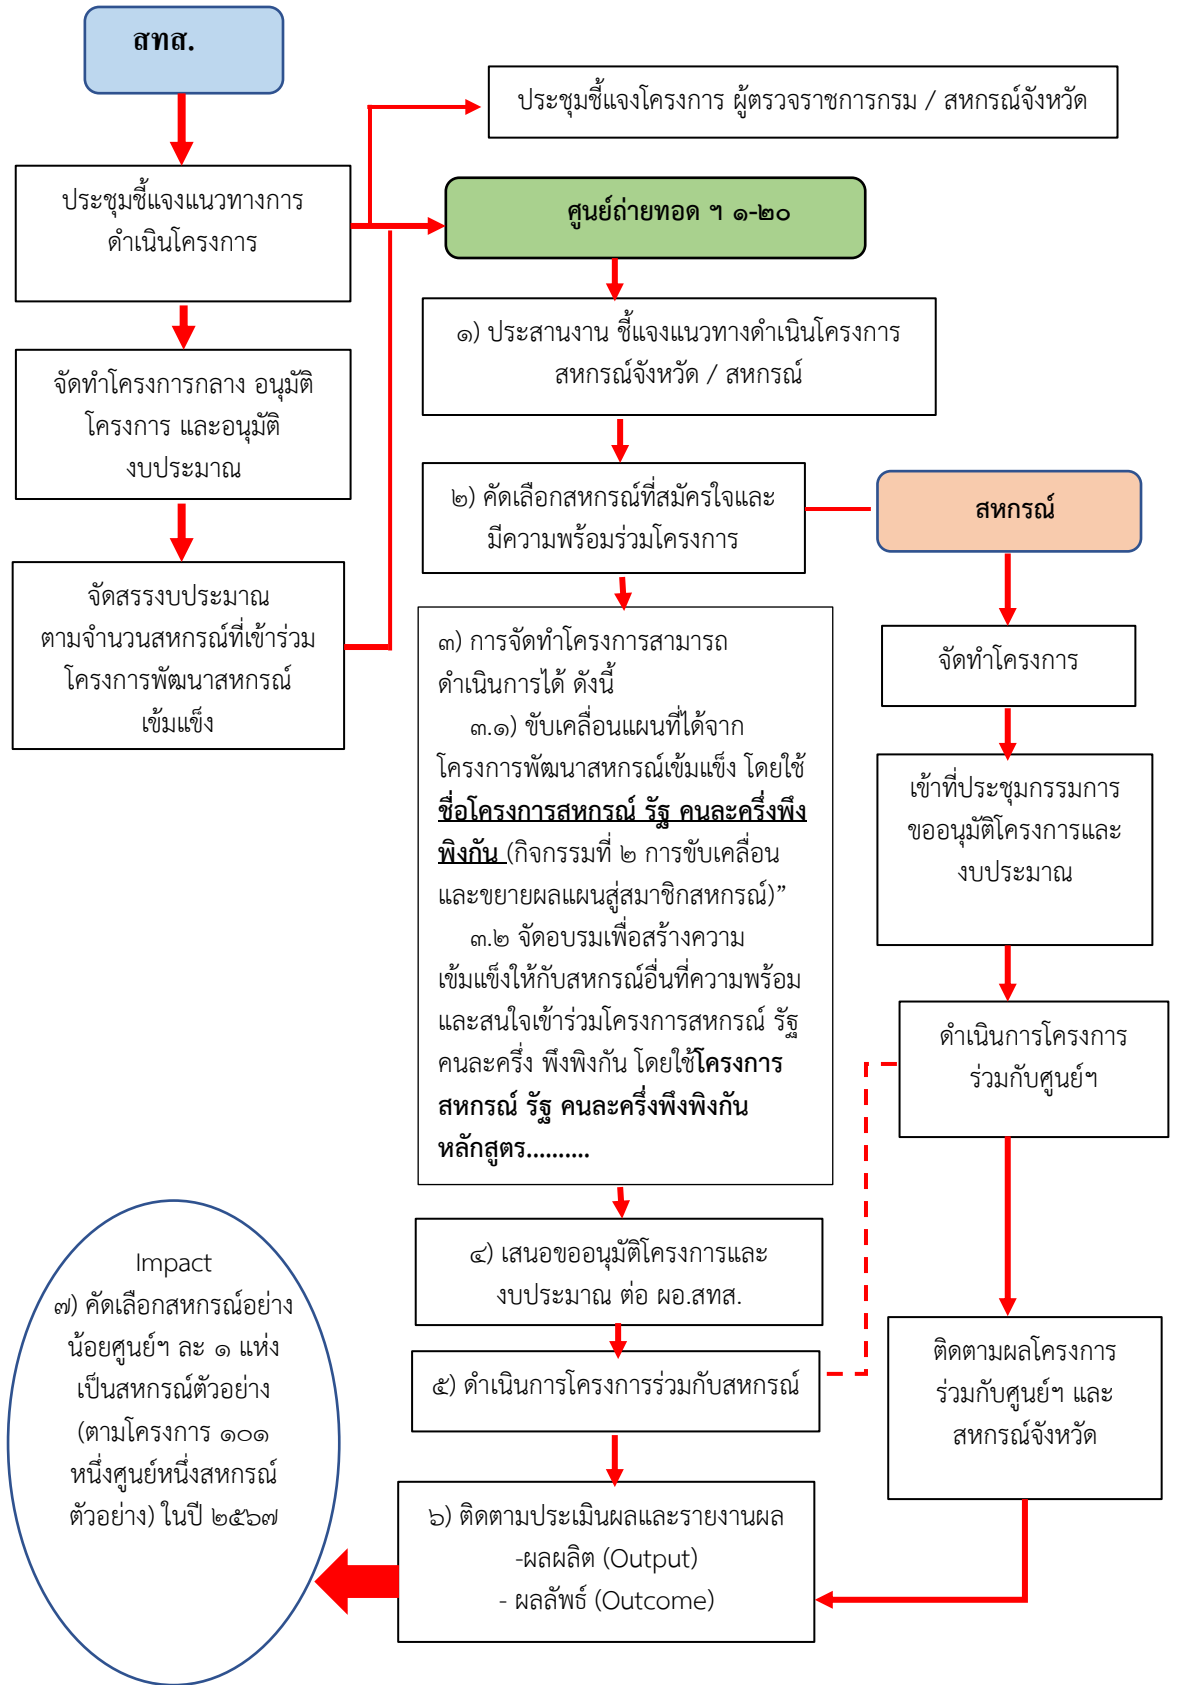 สทส.
ประชุมชี้แจงโครงการ ผู้ตรวจราชการกรม / สหกรณ์จังหวัด
ประชุมชี้แจงแนวทางการ
ดำเนินโครงการ
ศูนย์ถ่ายทอด ฯ ๑-๒๐
๑) ประสานงาน ชี้แจงแนวทางดำเนินโครงการ
สหกรณ์จังหวัด / สหกรณ์
จัดทำโครงการกลาง อนุมัติ
โครงการ และอนุมัติ
งบประมาณ
๒) คัดเลือกสหกรณ์ที่สมัครใจและ
มีความพร้อมร่วมโครงการ
สหกรณ์
จัดสรรงบประมาณ
ตามจำนวนสหกรณ์ที่เข้าร่วม
โครงการพัฒนาสหกรณ์
เข้มแข็ง
๓) การจัดทำโครงการสามารถ
ดำเนินการได้ ดังนี้
๓.๑) ขับเคลื่อนแผนที่ได้จาก
โครงการพัฒนาสหกรณ์เข้มแข็ง โดยใช้
ชื่อโครงการสหกรณ์ รัฐ คนละครึ่งพึง
พิงกัน (กิจกรรมที่ ๒ การขับเคลื่อน
และขยายผลแผนสู่สมาชิกสหกรณ์)”
๓.๒ จัดอบรมเพื่อสร้างความ
เข้มแข็งให้กับสหกรณ์อื่นที่ความพร้อม
และสนใจเข้าร่วมโครงการสหกรณ์ รัฐ
คนละครึ่ง พึงพิงกัน โดยใช้โครงการ
สหกรณ์ รัฐ คนละครึ่งพึงพิงกัน
หลักสูตร..........
จัดทำโครงการ
เข้าที่ประชุมกรรมการ
ขออนุมัติโครงการและ
งบประมาณ
ดำเนินการโครงการ
ร่วมกับศูนย์ฯ
๔) เสนอขออนุมัติโครงการและ
งบประมาณ ต่อ ผอ.สทส.
๕) ดำเนินการโครงการร่วมกับสหกรณ์
ติดตามผลโครงการ
ร่วมกับศูนย์ฯ และ
สหกรณ์จังหวัด
๖) ติดตามประเมินผลและรายงานผล
-ผลผลิต (Output)
- ผลลัพธ์ (Outcome)
Impact
๗) คัดเลือกสหกรณ์อย่าง
น้อยศูนย์ฯ ละ ๑ แห่ง
เป็นสหกรณ์ตัวอย่าง
(ตามโครงการ ๑๐๑
หนึ่งศูนย์หนึ่งสหกรณ์
ตัวอย่าง) ในปี ๒๕๖๗